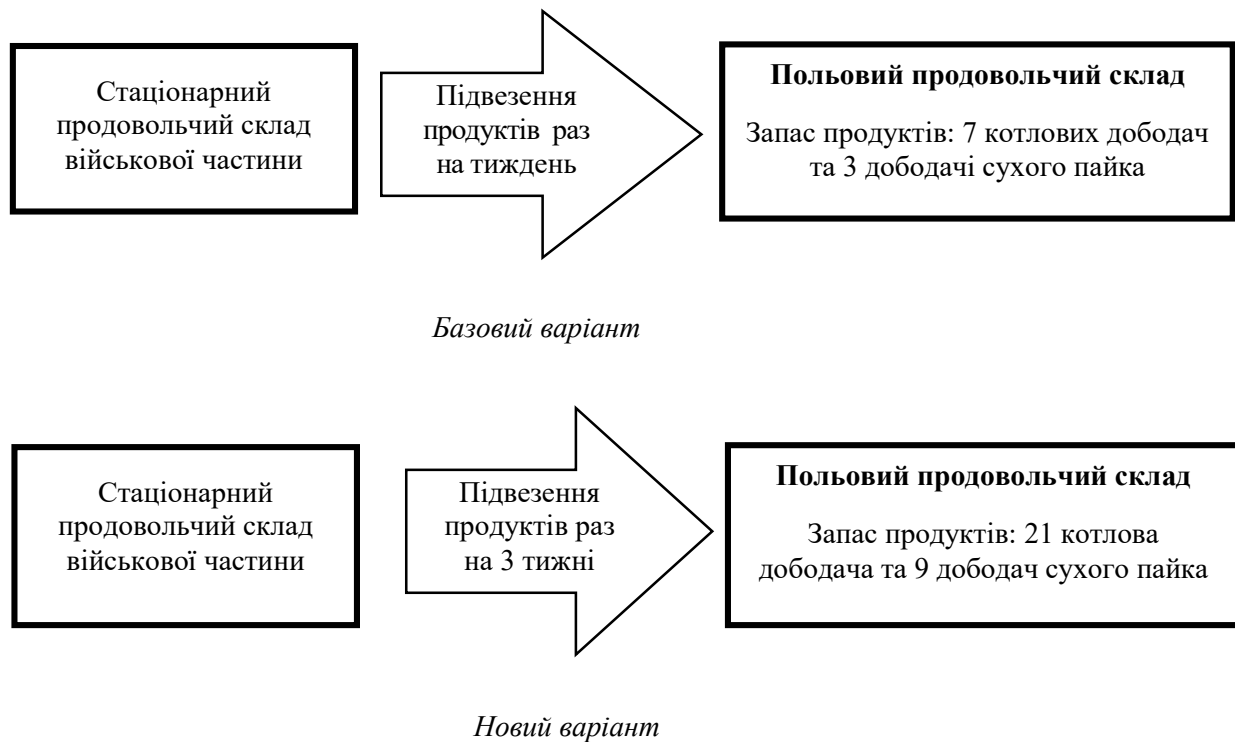 Стаціонарний
продовольчий склад
військової частини
Підвезення
продуктів раз
на тиждень
Польовий продовольчий склад
Запас продуктів: 7 котлових дободач
та 3 дободачі сухого пайка
Базовий варіант
Стаціонарний
продовольчий склад
військової частини
Підвезення
продуктів раз
на 3 тижні
Польовий продовольчий склад
Запас продуктів: 21 котлова
дободача та 9 дободач сухого пайка
Новий варіант